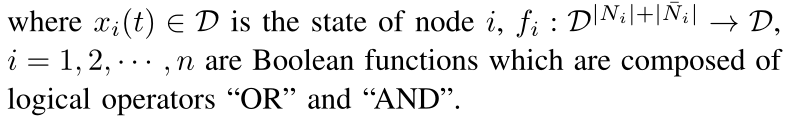 where $x_i(t) \in \mathcal{D}$ is the state of node $i$, $f_i : \mathcal{D}^{|N_i|+|\bar{N}_i|} \to \mathcal{D}$,
$i = 1, 2, \cdots, n$ are Boolean functions which are composed of
logical operators “OR” and “AND”.